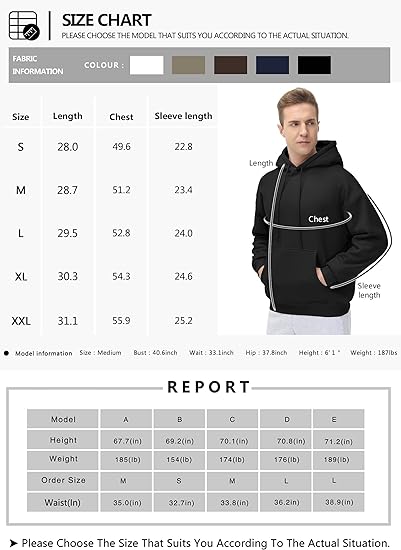 SIZE CHART
PLEASE CHOOSE THE MODEL THAT SUITS YOU ACCORDING TO THE ACTUAL SITUATION.
FABRIC INFORMATION COLOUR :
Size Length Chest Sleeve length
S 28.0 49.6 22.8
M 28.7 51.2 23.4
L 29.5 52.8 24.0
XL 30.3 54.3 24.6
XXL 31.1 55.9 25.2
Length
Chest
Sleeve length
Model information Size : Medium Bust : 40.6inch Wait : 33.1inch Hip : 37.8inch Height : 6' 1 " Weight : 187lbs
REPORT
Model A B C D E
Height 67.7(in) 69.2(in) 70.1(in) 70.8(in) 71.2(in)
Weight 185(lb) 154(lb) 174(lb) 176(lb) 189(lb)
Order Size M S M L L
Waist(In) 35.0(in) 32.7(in) 33.8(in) 36.2(in) 38.9(in)
Please Choose The Size That Suits You According To The Actual Situation.